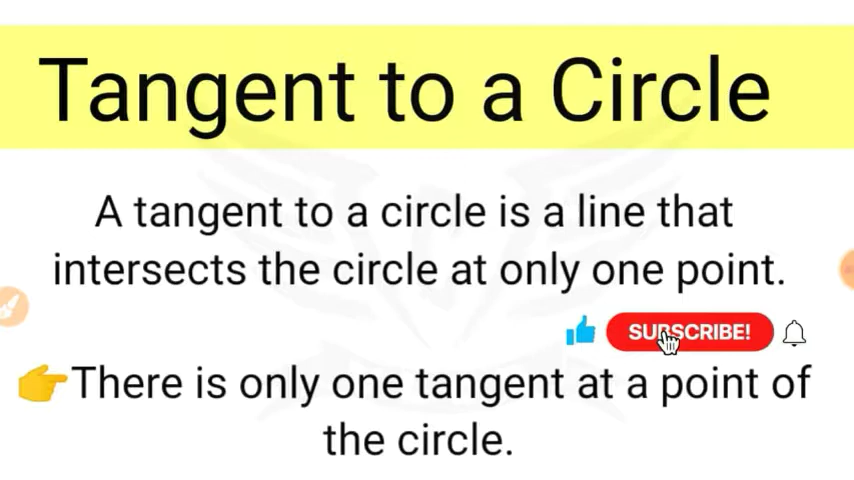 Tangent to a Circle
A tangent to a circle is a line that
intersects the circle at only one point.
SUBSCRIBE!
👉There is only one tangent at a point of
the circle.